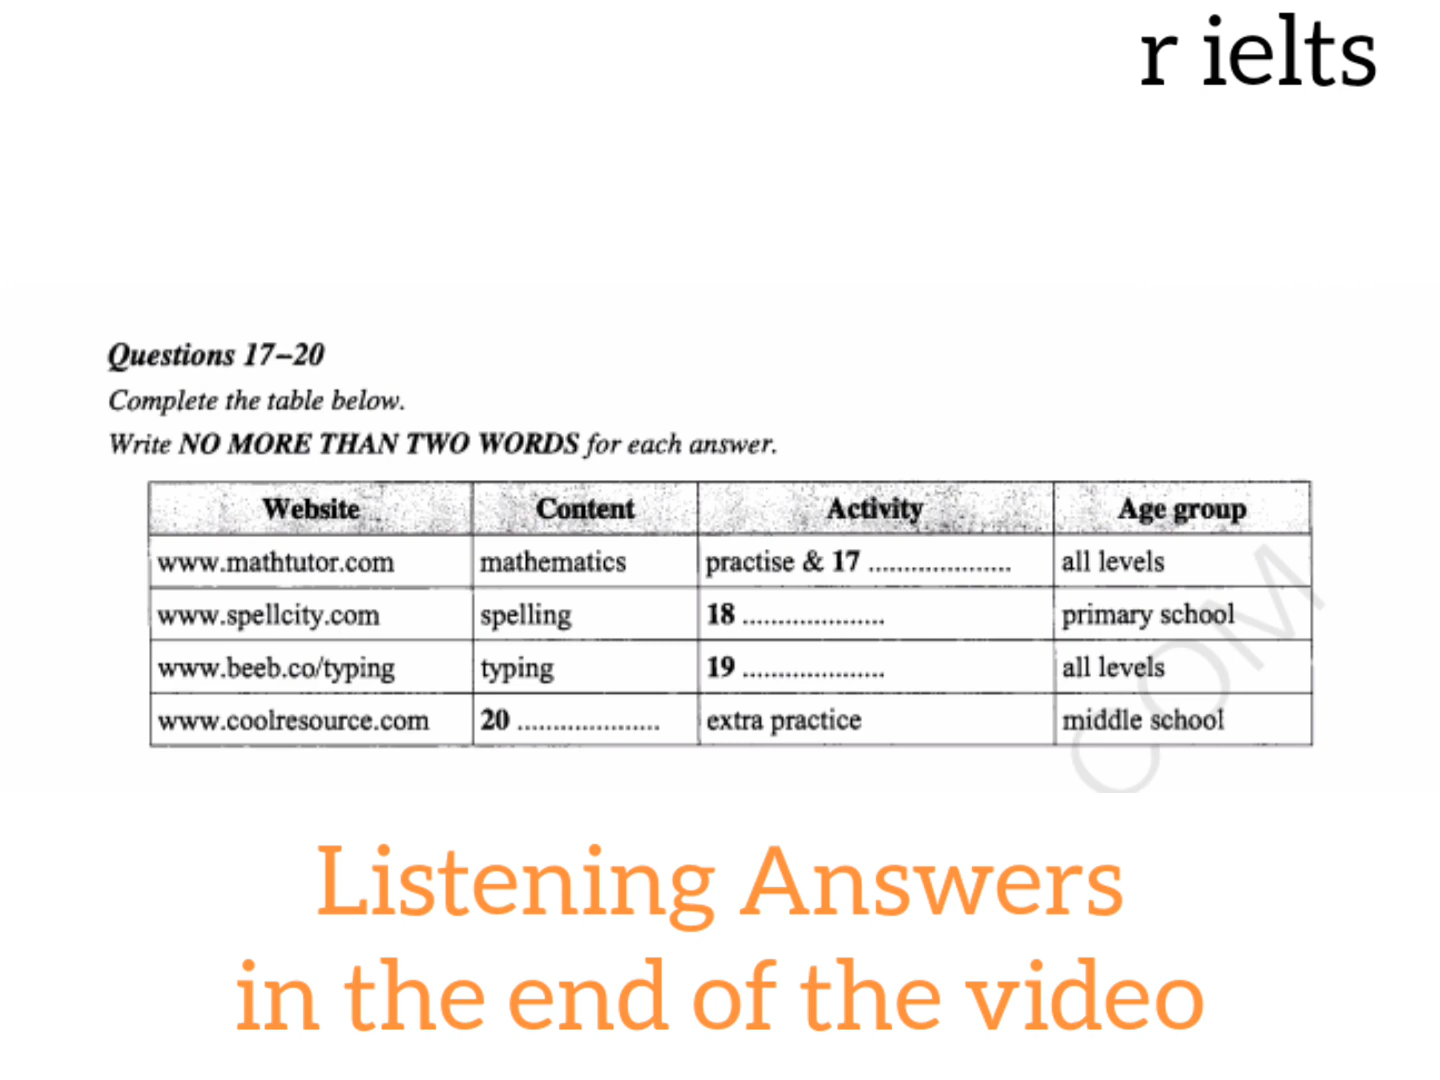 r ielts
Questions 17–20
Complete the table below.
Write NO MORE THAN TWO WORDS for each answer.
Website Content Activity Age group
www.mathtutor.com mathematics practise & 17 .................... all levels
www.spellcity.com spelling 18 .................... primary school
www.beeb.co/typing typing 19 .................... all levels
www.coolresource.com 20 .................... extra practice middle school
COM
Listening Answers
in the end of the video